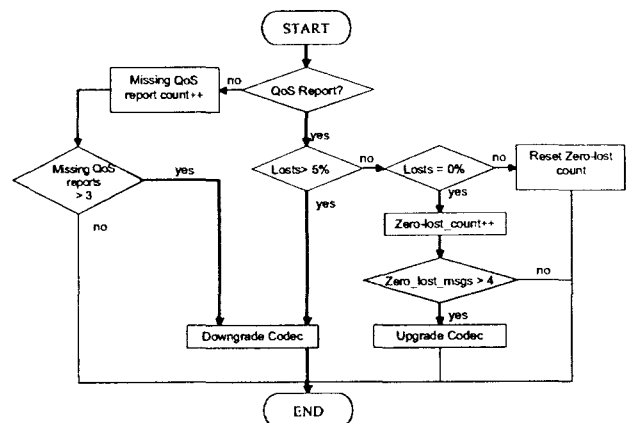 START
Missing QoS
report count++
no
QoS Report?
yes
Missing QoS
reports
> 3
yes
no
Losts> 5%
no
yes
Losts = 0%
no
yes
Reset Zero-lost
count
Zero-lost_count++
Zero_lost_msgs > 4
no
yes
Downgrade Codec
Upgrade Codec
END